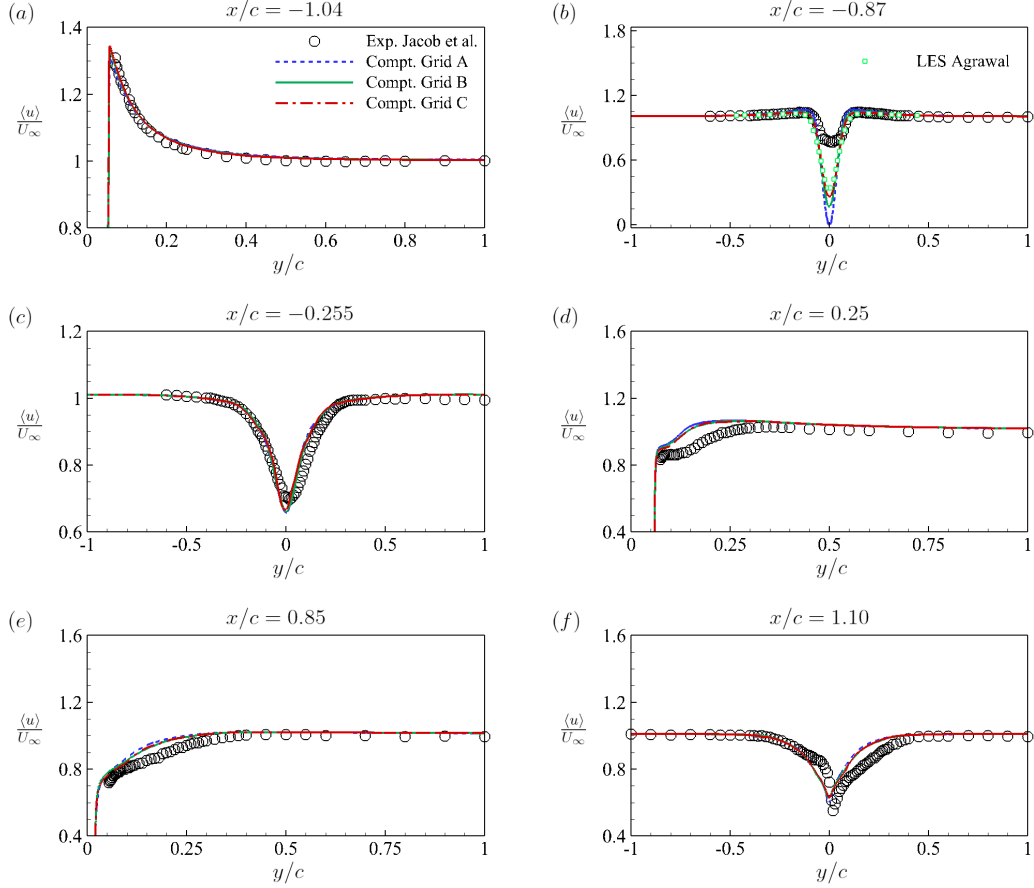 (a)
x/c = −1.04
1.4
1.2
1
0.8
⟨u⟩
U∞
0
0.2
0.4
0.6
0.8
1
y/c
Exp. Jacob et al.
Compt. Grid A
Compt. Grid B
Compt. Grid C
(b)
x/c = −0.87
1.8
1.2
0.6
0
⟨u⟩
U∞
-1
-0.5
0
0.5
1
y/c
LES Agrawal
(c)
x/c = −0.255
1.2
1
0.8
0.6
⟨u⟩
U∞
-1
-0.5
0
0.5
1
y/c
(d)
x/c = 0.25
1.6
1.2
0.8
0.4
⟨u⟩
U∞
0
0.25
0.5
0.75
1
y/c
(e)
x/c = 0.85
1.6
1.2
0.8
0.4
⟨u⟩
U∞
0
0.25
0.5
0.75
1
y/c
(f)
x/c = 1.10
1.6
1.2
0.8
0.4
⟨u⟩
U∞
-1
-0.5
0
0.5
1
y/c